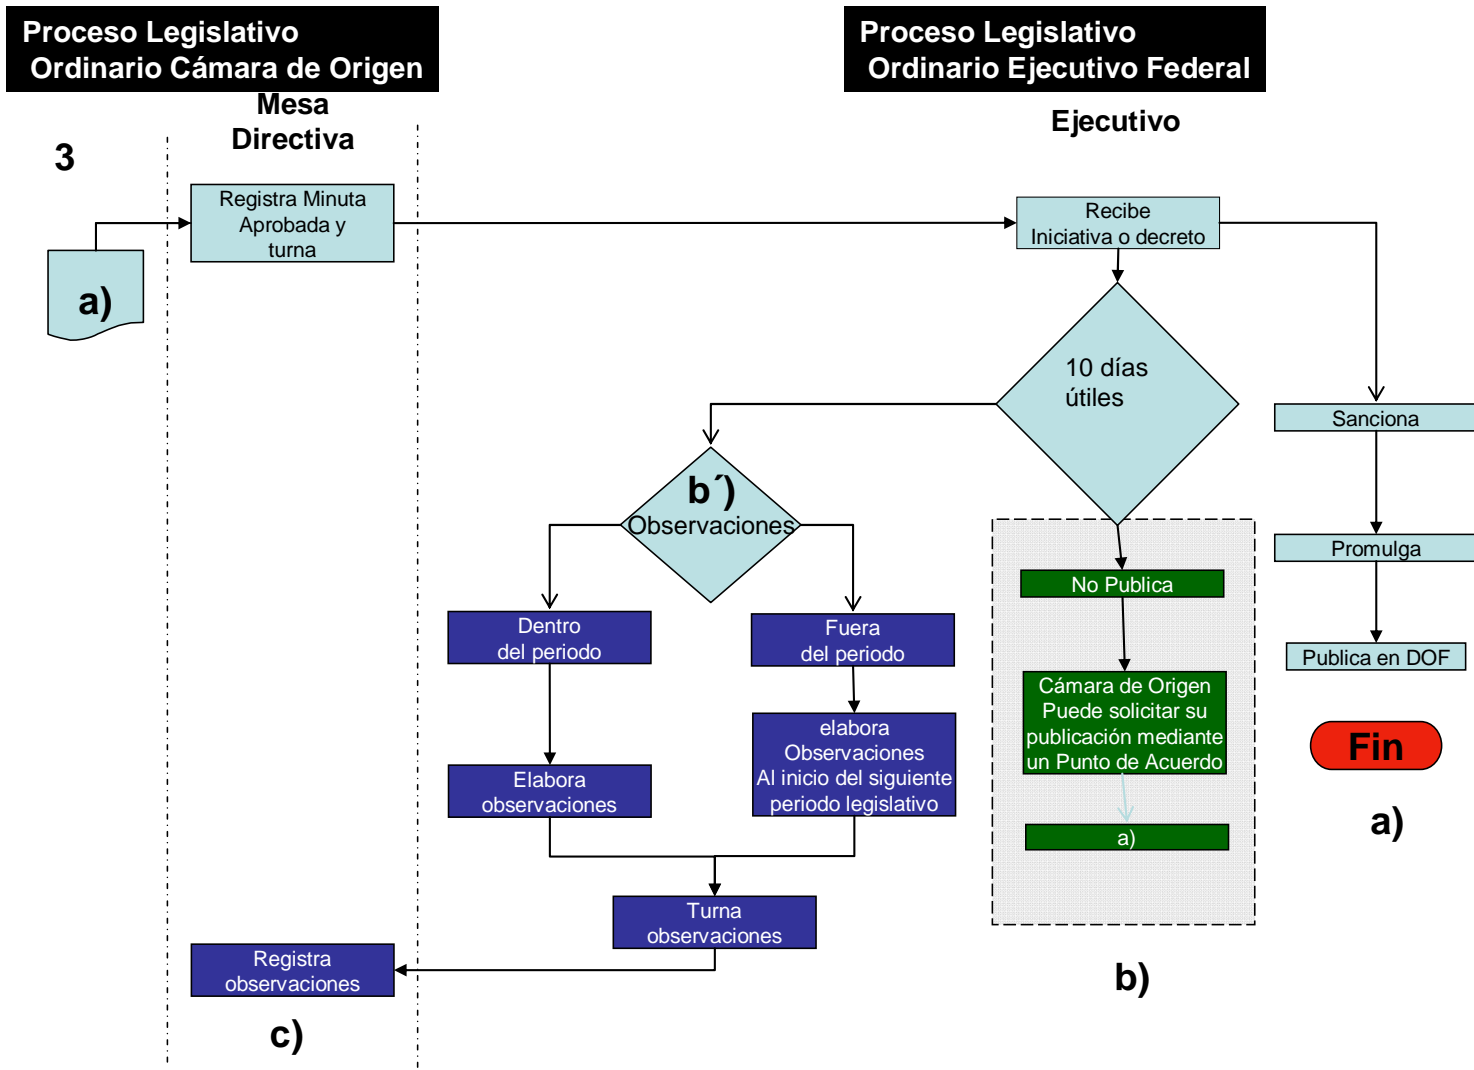 Proceso Legislativo
Ordinario Cámara de Origen
Proceso Legislativo
Ordinario Ejecutivo Federal
Mesa
Directiva
Ejecutivo
3
Registra Minuta
Aprobada y
turna
Recibe
Iniciativa o decreto
a)
10 días
útiles
Sanciona
b´)
Observaciones
Promulga
No Publica
Dentro
del periodo
Fuera
del periodo
Publica en DOF
Cámara de Origen
Puede solicitar su
publicación mediante
un Punto de Acuerdo
elabora
Observaciones
Al inicio del siguiente
periodo legislativo
Fin
Elabora
observaciones
a)
a)
Turna
observaciones
Registra
observaciones
b)
c)